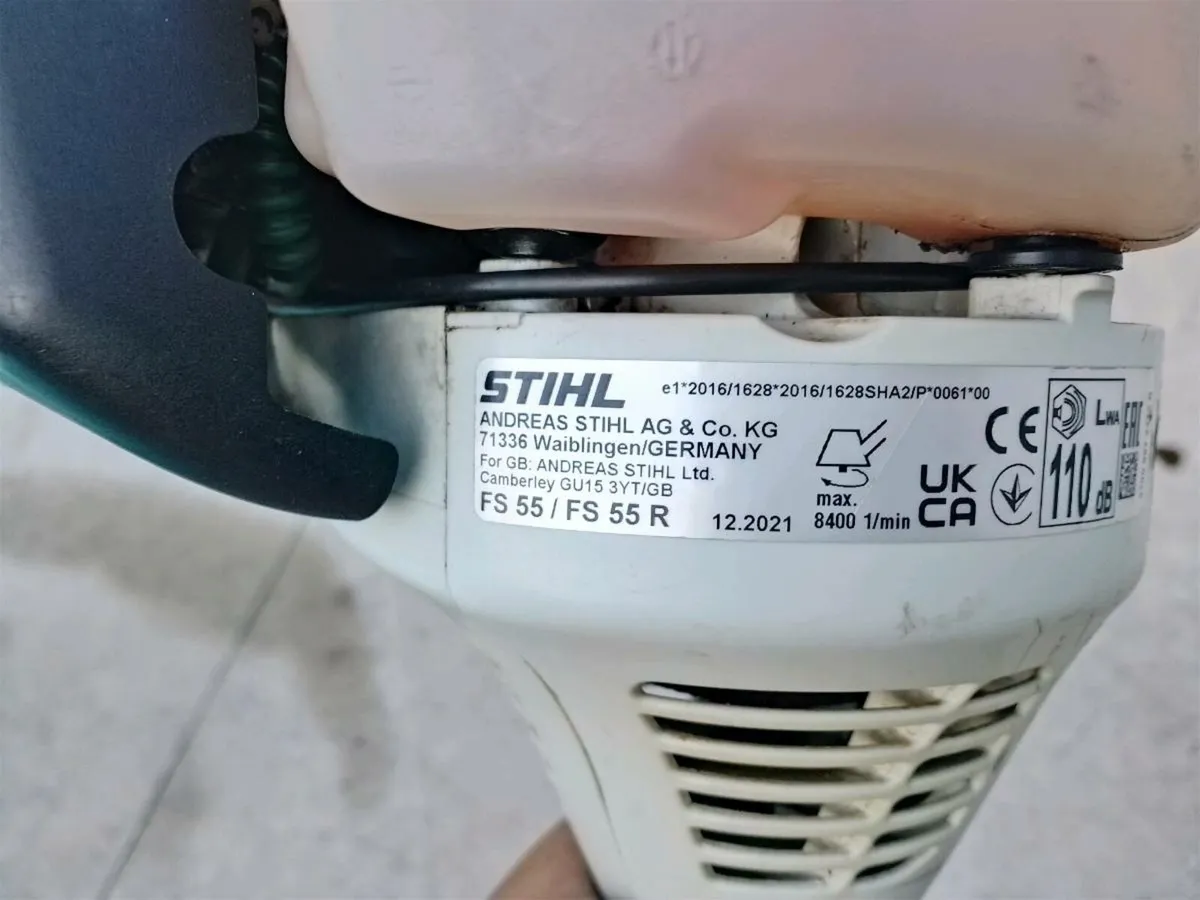 STIHL
e1*2016/1628*2016/1628SHA2/P*0061*00
ANDREAS STIHL AG & Co. KG
71336 Waiblingen/GERMANY
For GB: ANDREAS STIHL Ltd.
Camberley GU15 3YT/GB
FS 55 / FS 55 R
12.2021
max.
8400 1/min
CE
UK
CA
LWA
110 dB
EAC